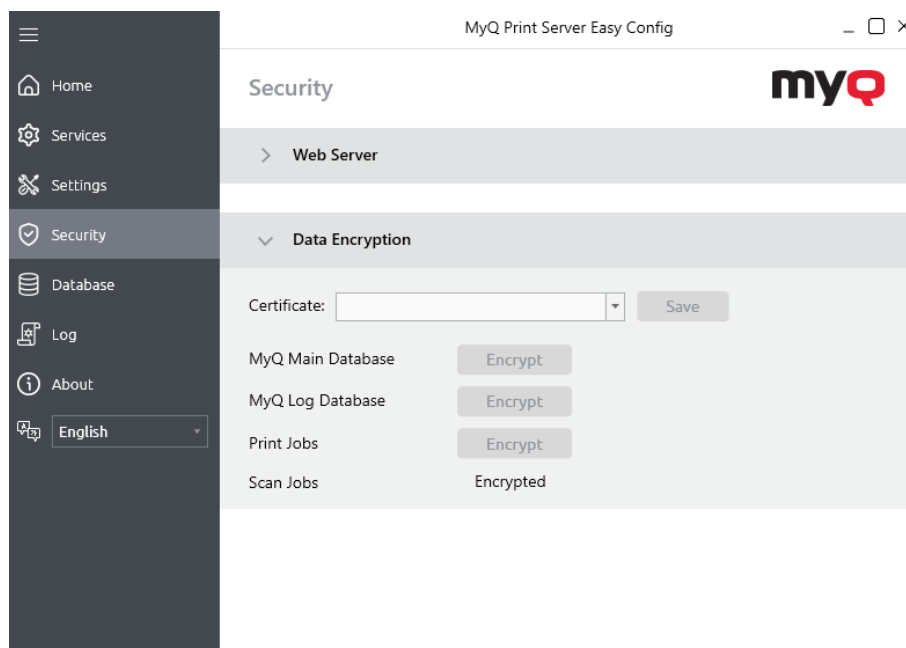 MyQ Print Server Easy Config
Home
Services
Settings
Security
Database
Log
About
English
Security
myQ
Web Server
Data Encryption
Certificate: Save
MyQ Main Database Encrypt
MyQ Log Database Encrypt
Print Jobs Encrypt
Scan Jobs Encrypted